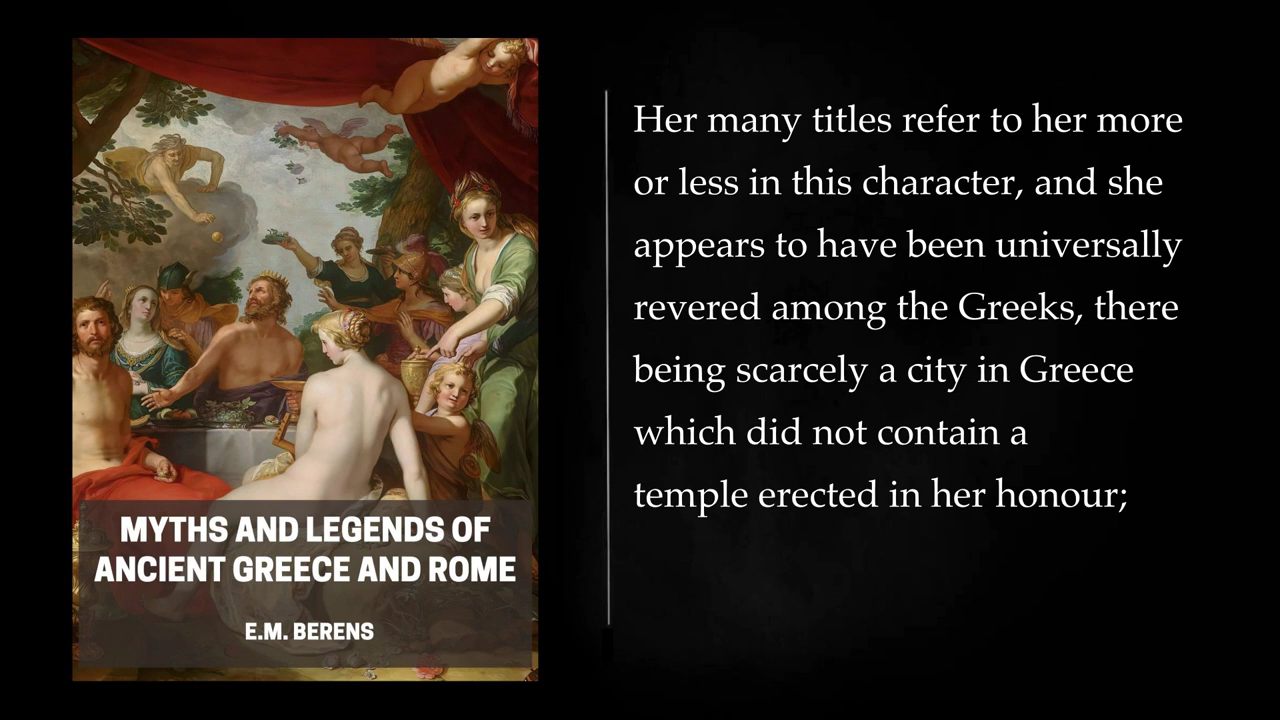 MYTHS AND LEGENDS OF
ANCIENT GREECE AND ROME
E.M. BERENS
Her many titles refer to her more
or less in this character, and she
appears to have been universally
revered among the Greeks, there
being scarcely a city in Greece
which did not contain a
temple erected in her honour;